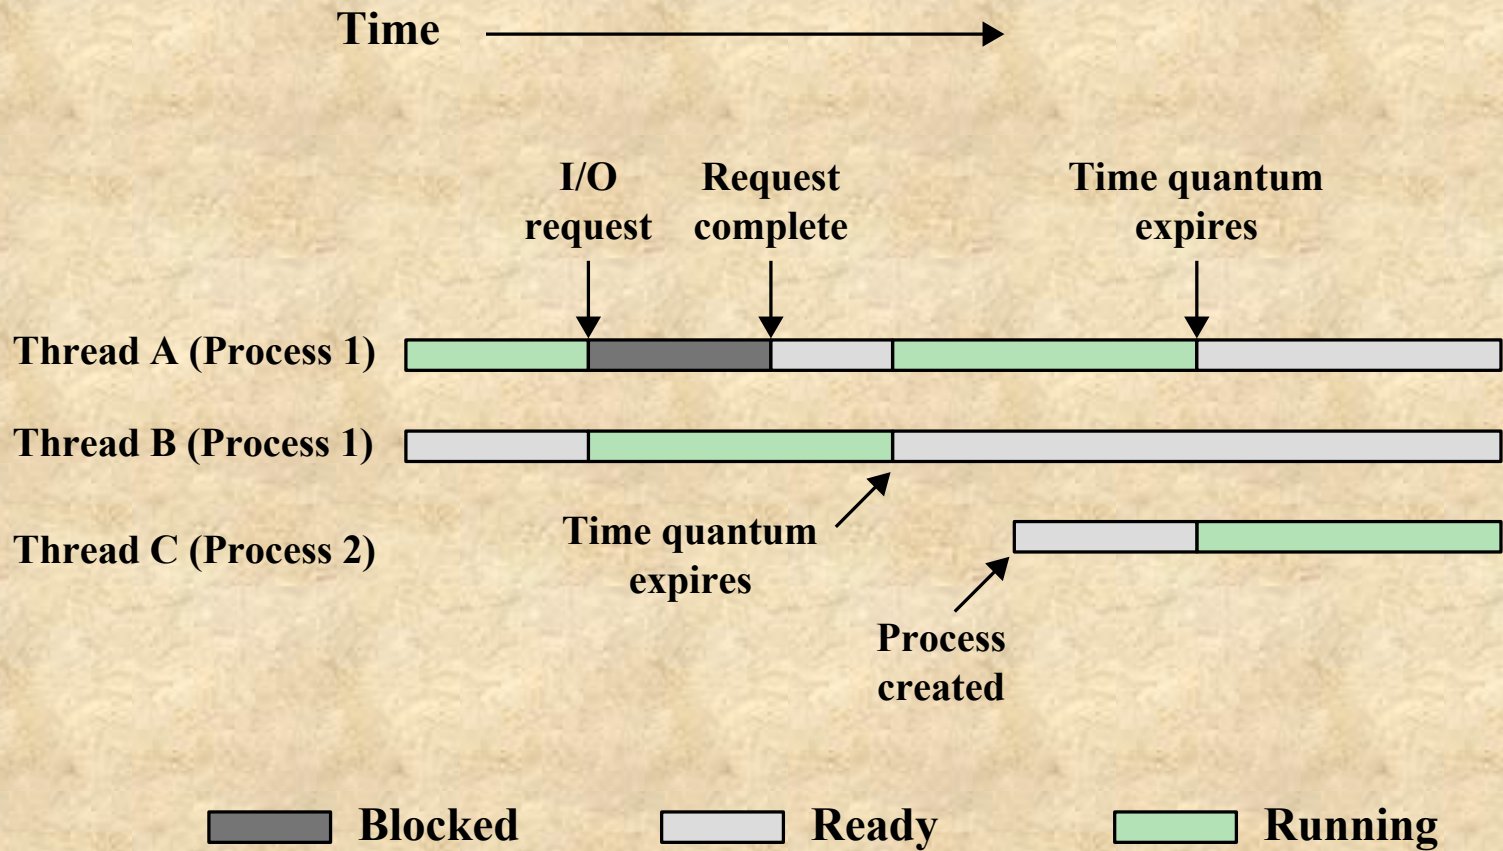 Time
I/O
request
Request
complete
Time quantum
expires
Thread A (Process 1)
Thread B (Process 1)
Thread C (Process 2)
Time quantum
expires
Process
created
Blocked
Ready
Running